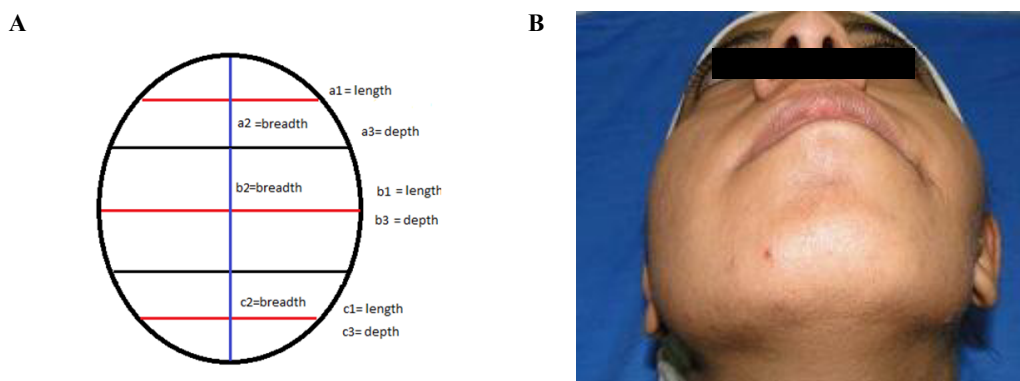 A
B
a1= length
a2 =breadth
a3= depth
b2=breadth
b1 = length
b3 = depth
c2=breadth
c1= length
c3= depth